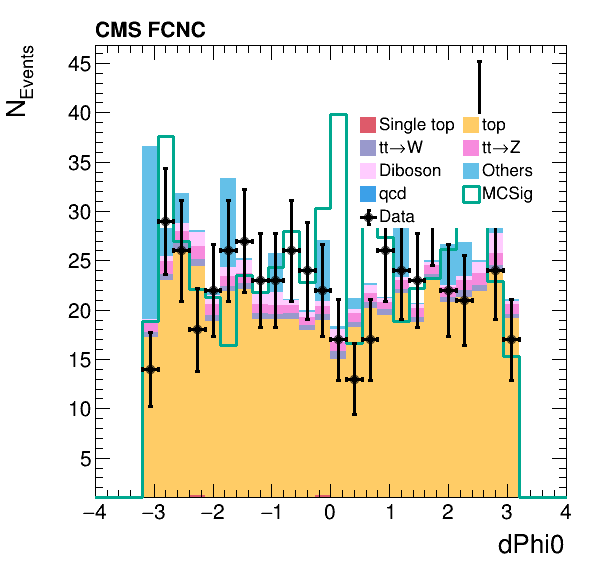 CMS FCNC
N_Events
45
40
35
30
25
20
15
10
5
Single top
top
tt→W
tt→Z
Diboson
Others
qcd
MCSig
Data
−4 −3 −2 −1 0 1 2 3 4
dPhi0